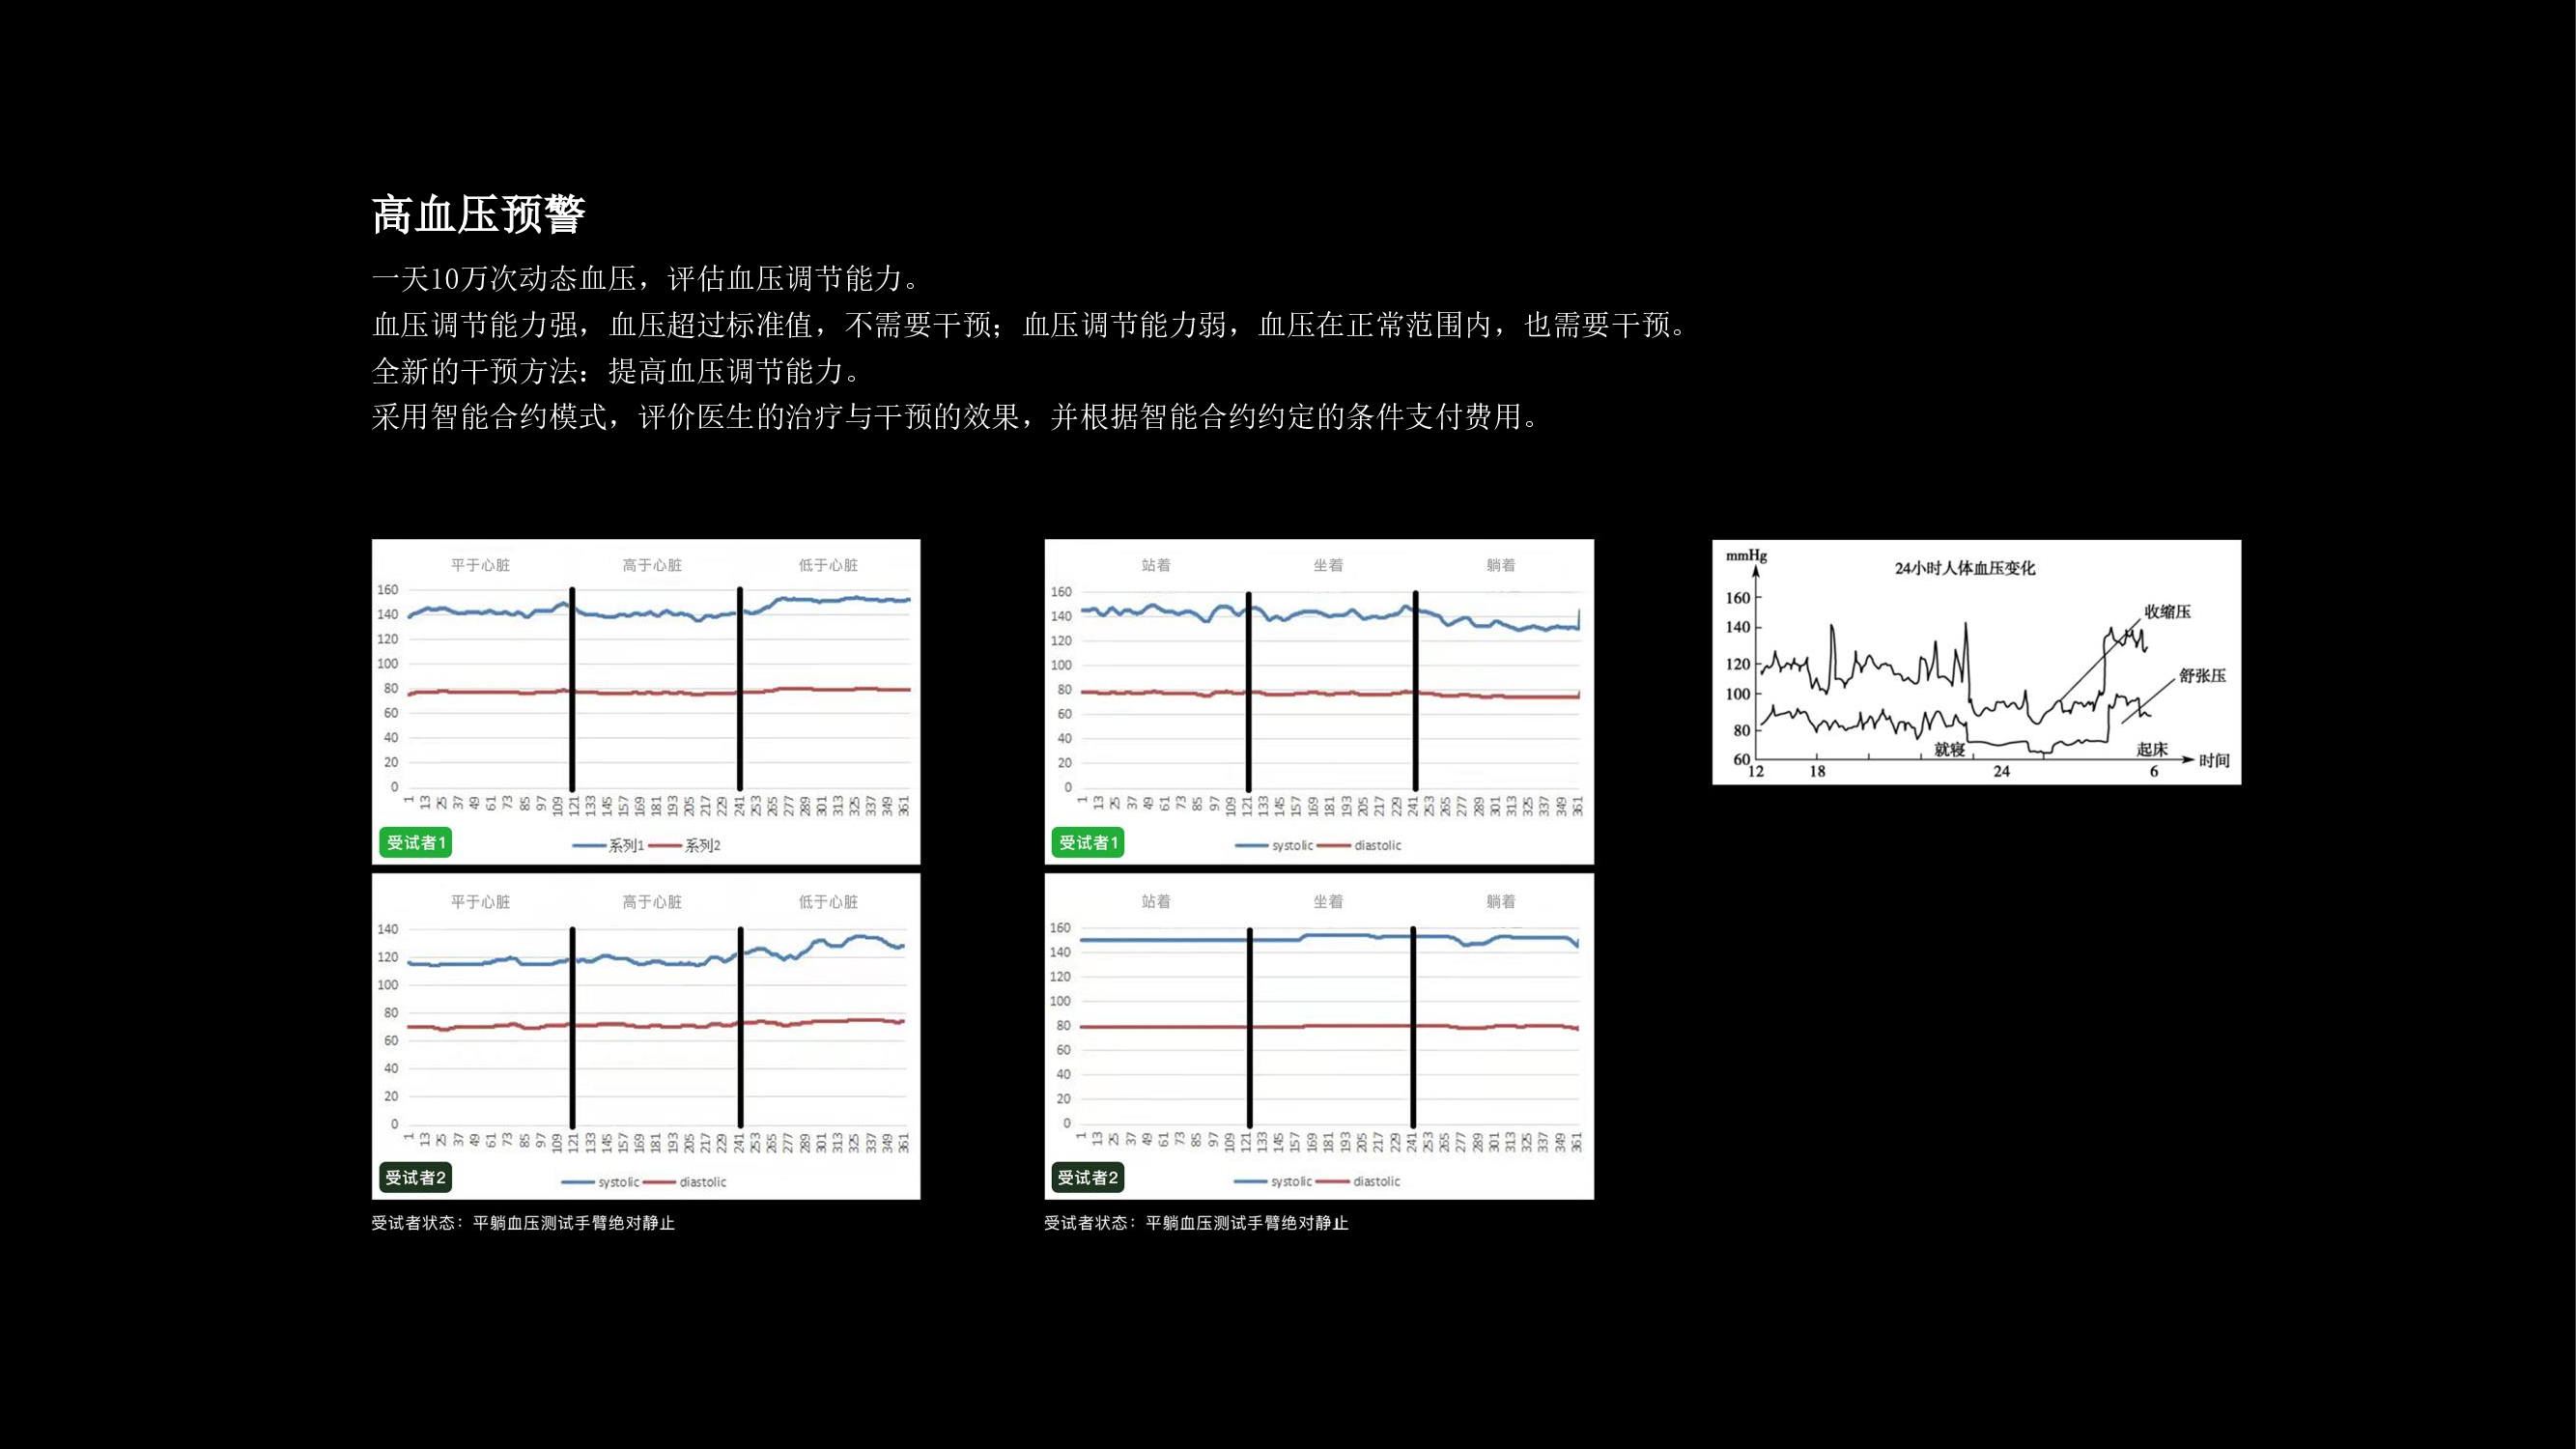 高血压预警
一天10万次动态血压，评估血压调节能力。
血压调节能力强，血压超过标准值，不需要干预；血压调节能力弱，血压在正常范围内，也需要干预。
全新的干预方法：提高血压调节能力。
采用智能合约模式，评价医生的治疗与干预的效果，并根据智能合约约定的条件支付费用。
平于心脏 高于心脏 低于心脏
160
140
120
100
80
60
40
20
0
1 13 25 37 49 61 73 85 97 109 121 133 145 157 169 181 193 205 217 229 241 253 265 277 289 301 313 325 337 349 361
受试者1 系列1 系列2
站着 坐着 躺着
160
140
120
100
80
60
40
20
0
1 13 25 37 49 61 73 85 97 109 121 133 145 157 169 181 193 205 217 229 241 253 265 277 289 301 313 325 337 349 361
受试者1 systolic diastolic
mmHg
24小时人体血压变化
160
140
120
100
80
60
收缩压
舒张压
就寝 起床
时间
12 18 24 6
平于心脏 高于心脏 低于心脏
140
120
100
80
60
40
20
0
1 13 25 37 49 61 73 85 97 109 121 133 145 157 169 181 193 205 217 229 241 253 265 277 289 301 313 325 337 349 361
受试者2 systolic diastolic
受试者状态：平躺血压测试手臂绝对静止
站着 坐着 躺着
160
140
120
100
80
60
40
20
0
1 13 25 37 49 61 73 85 97 109 121 133 145 157 169 181 193 205 217 229 241 253 265 277 289 301 313 325 337 349 361
受试者2 systolic diastolic
受试者状态：平躺血压测试手臂绝对静止